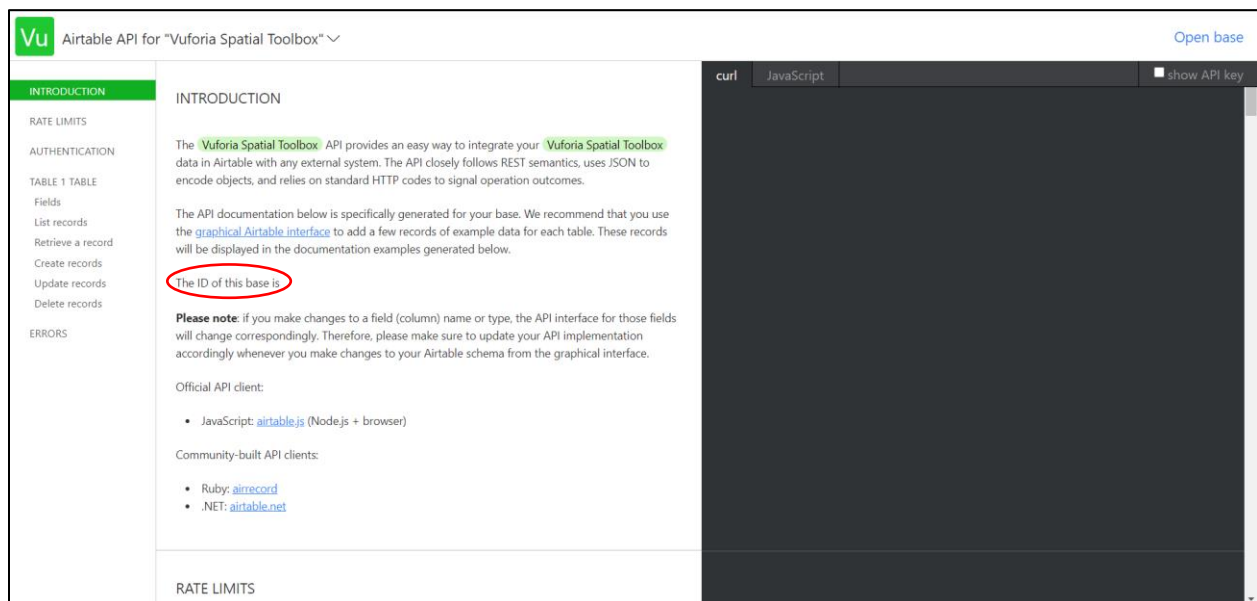 Vu
Airtable API for "Vuforia Spatial Toolbox"
Open base
INTRODUCTION
RATE LIMITS
AUTHENTICATION
TABLE 1 TABLE
Fields
List records
Retrieve a record
Create records
Update records
Delete records
ERRORS
INTRODUCTION
The Vuforia Spatial Toolbox API provides an easy way to integrate your Vuforia Spatial Toolbox
data in Airtable with any external system. The API closely follows REST semantics, uses JSON to
encode objects, and relies on standard HTTP codes to signal operation outcomes.
The API documentation below is specifically generated for your base. We recommend that you use
the graphical Airtable interface to add a few records of example data for each table. These records
will be displayed in the documentation examples generated below.
The ID of this base is
Please note: if you make changes to a field (column) name or type, the API interface for those fields
will change correspondingly. Therefore, please make sure to update your API implementation
accordingly whenever you make changes to your Airtable schema from the graphical interface.
Official API client:
• JavaScript: airtable.js (Node.js + browser)
Community-built API clients:
• Ruby: airrecord
• .NET: airtable.net
RATE LIMITS
curl JavaScript show API key